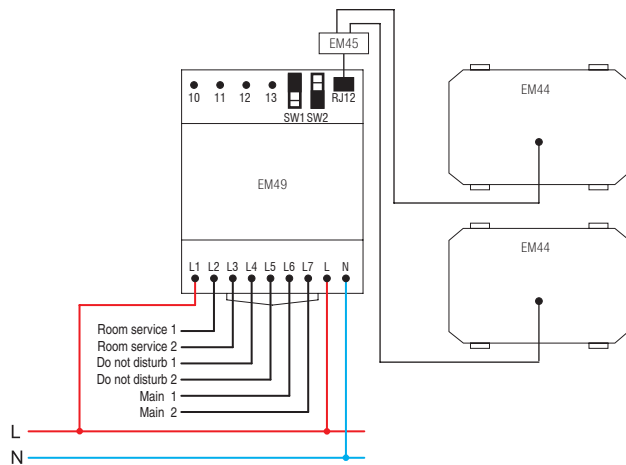 EM45
10 11 12 13 RJ12
SW1 SW2
EM44
EM49
EM44
L1 L2 L3 L4 L5 L6 L7 L N
Room service 1
Room service 2
Do not disturb 1
Do not disturb 2
Main 1
Main 2
L
N